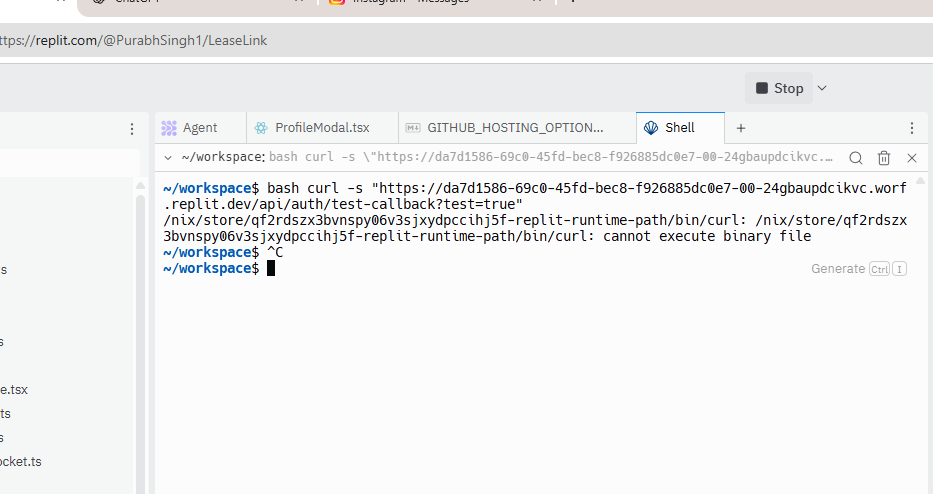 ChatGPT
Instagram - Messages
ttps://replit.com/@PurabhSingh1/LeaseLink
Stop
Agent
ProfileModal.tsx
GITHUB_HOSTING_OPTION...
Shell
~/workspace: bash curl -s \"https://da7d1586-69c0-45fd-bec8-f926885dc0e7-00-24gbaupdcikvc....
~/workspace$ bash curl -s "https://da7d1586-69c0-45fd-bec8-f926885dc0e7-00-24gbaupdcikvc.worf
.replit.dev/api/auth/test-callback?test=true"
/nix/store/qf2rdszx3bvnspy06v3sjxydpccihj5f-replit-runtime-path/bin/curl: /nix/store/qf2rdszx
3bvnspy06v3sjxydpccihj5f-replit-runtime-path/bin/curl: cannot execute binary file
~/workspace$ ^C
~/workspace$
Generate Ctrl I
s
s
e.tsx
ts
s
ocket.ts